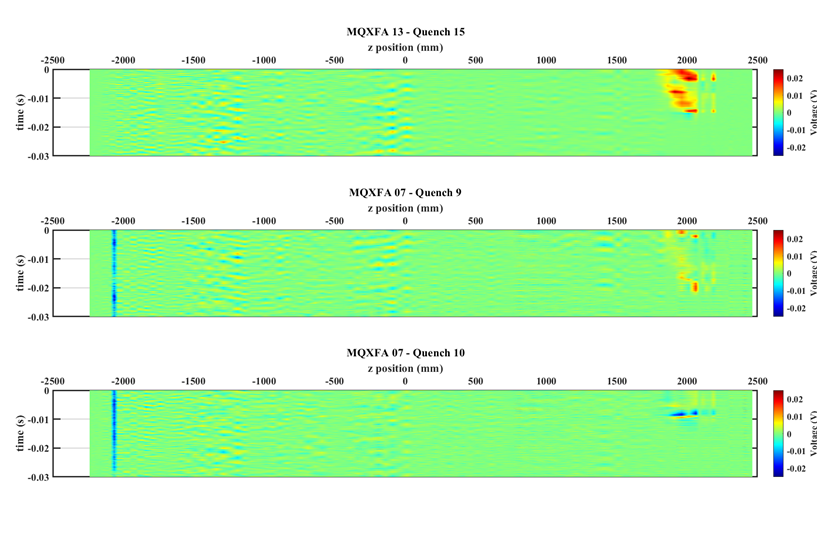 MQXFA 13 - Quench 15
z position (mm)
-2500 -2000 -1500 -1000 -500 0 500 1000 1500 2000 2500
0
-0.01
-0.02
-0.03
time (s)
0.02
0.01
0
-0.01
-0.02
Voltage (V)
MQXFA 07 - Quench 9
z position (mm)
-2500 -2000 -1500 -1000 -500 0 500 1000 1500 2000 2500
0
-0.01
-0.02
-0.03
time (s)
0.02
0.01
0
-0.01
-0.02
Voltage (V)
MQXFA 07 - Quench 10
z position (mm)
-2500 -2000 -1500 -1000 -500 0 500 1000 1500 2000 2500
0
-0.01
-0.02
-0.03
time (s)
0.02
0.01
0
-0.01
-0.02
Voltage (V)